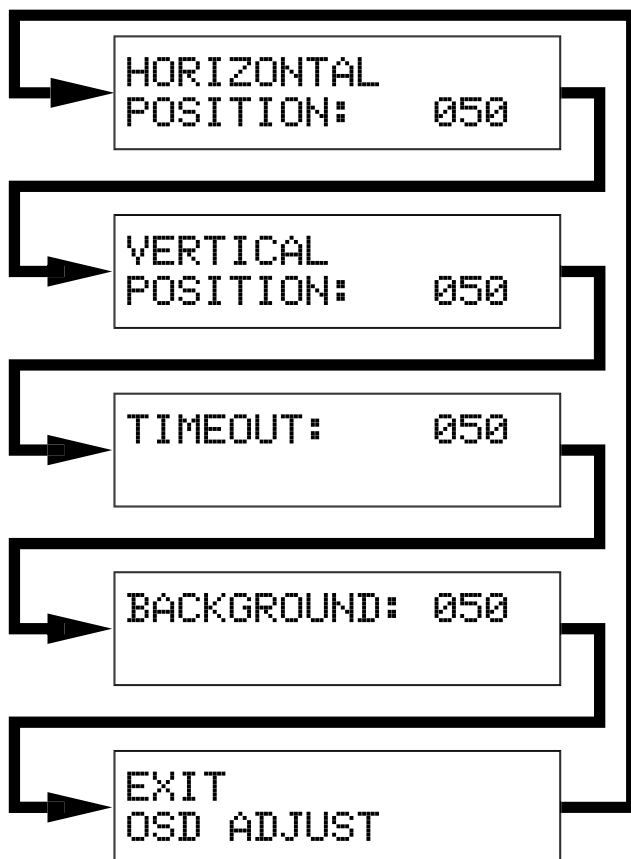 HORIZONTAL
POSITION: 050
VERTICAL
POSITION: 050
TIMEOUT: 050
BACKGROUND: 050
EXIT
OSD ADJUST